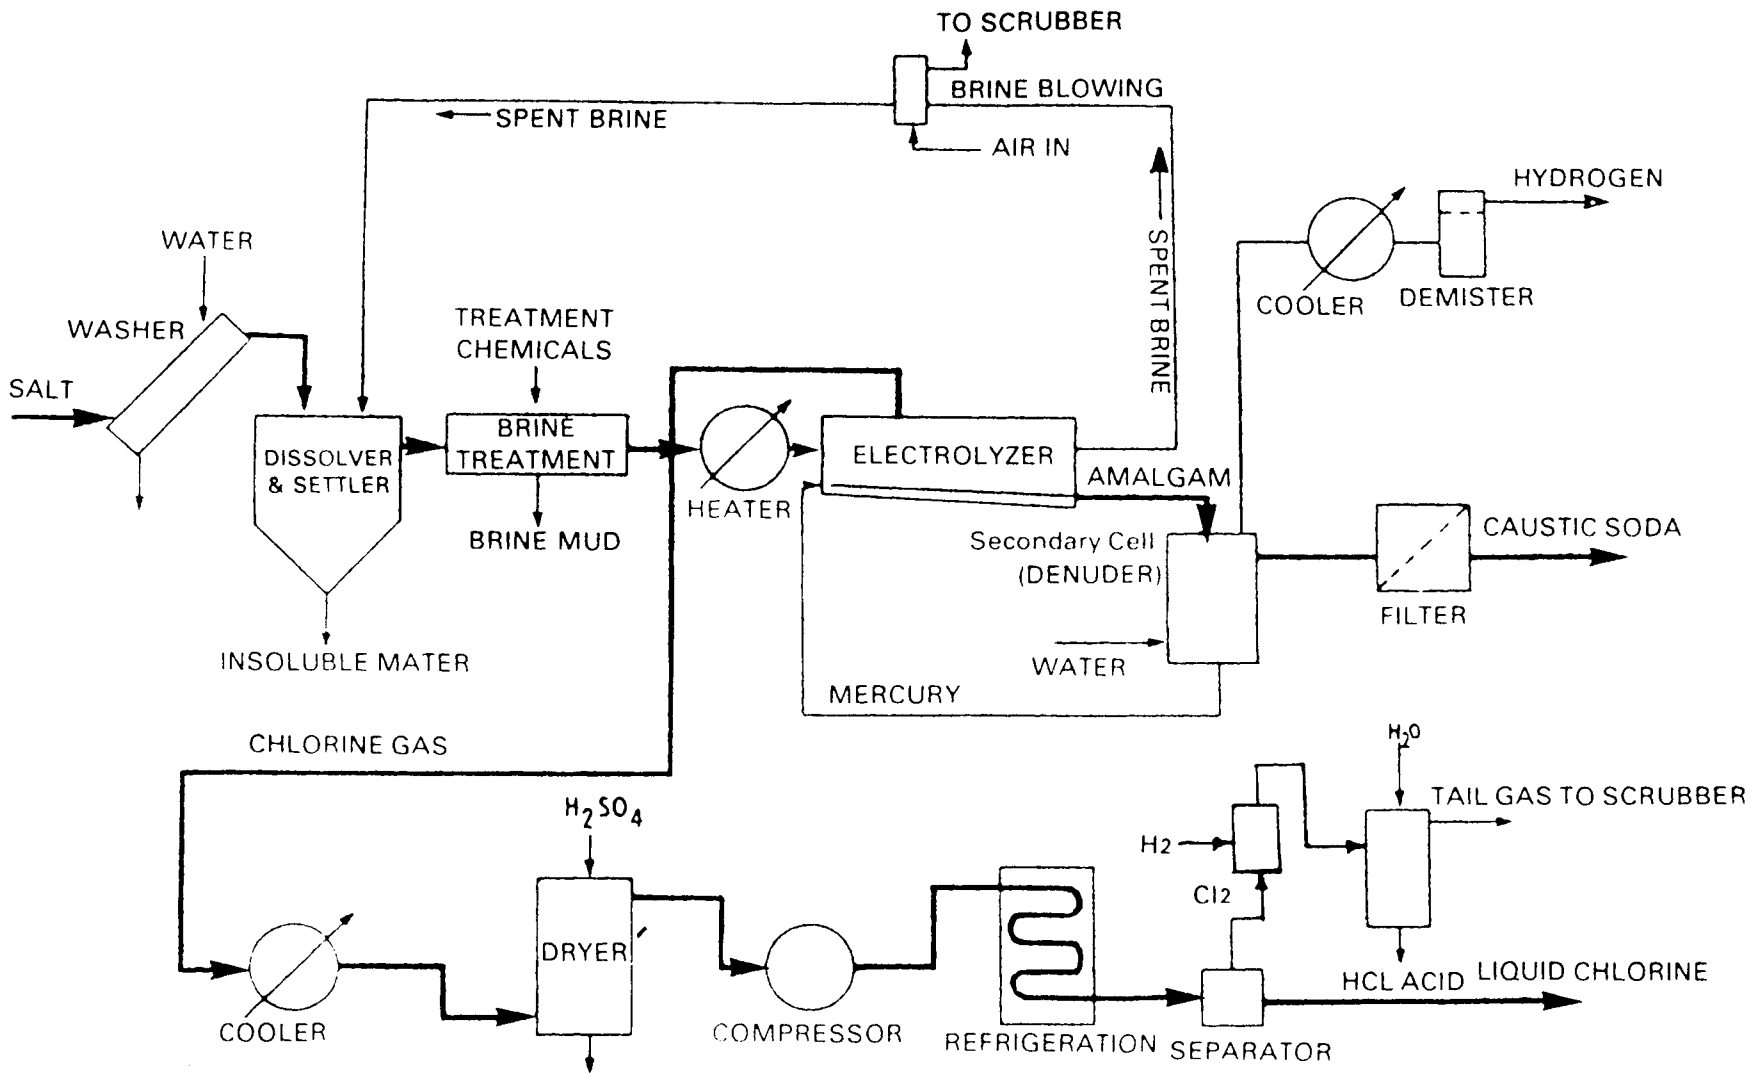 TO SCRUBBER
BRINE BLOWING
SPENT BRINE
AIR IN
HYDROGEN
WATER
SPENT BRINE
COOLER
DEMISTER
WASHER
TREATMENT
CHEMICALS
SALT
BRINE
TREATMENT
DISSOLVER
& SETTLER
ELECTROLYZER
AMALGAM
HEATER
BRINE MUD
Secondary Cell
(DENUDER)
CAUSTIC SODA
FILTER
INSOLUBLE MATER
WATER
MERCURY
CHLORINE GAS
H2O
H2SO4
TAIL GAS TO SCRUBBER
H2
Cl2
DRYER
HCL ACID
LIQUID CHLORINE
COOLER
COMPRESSOR
REFRIGERATION
SEPARATOR